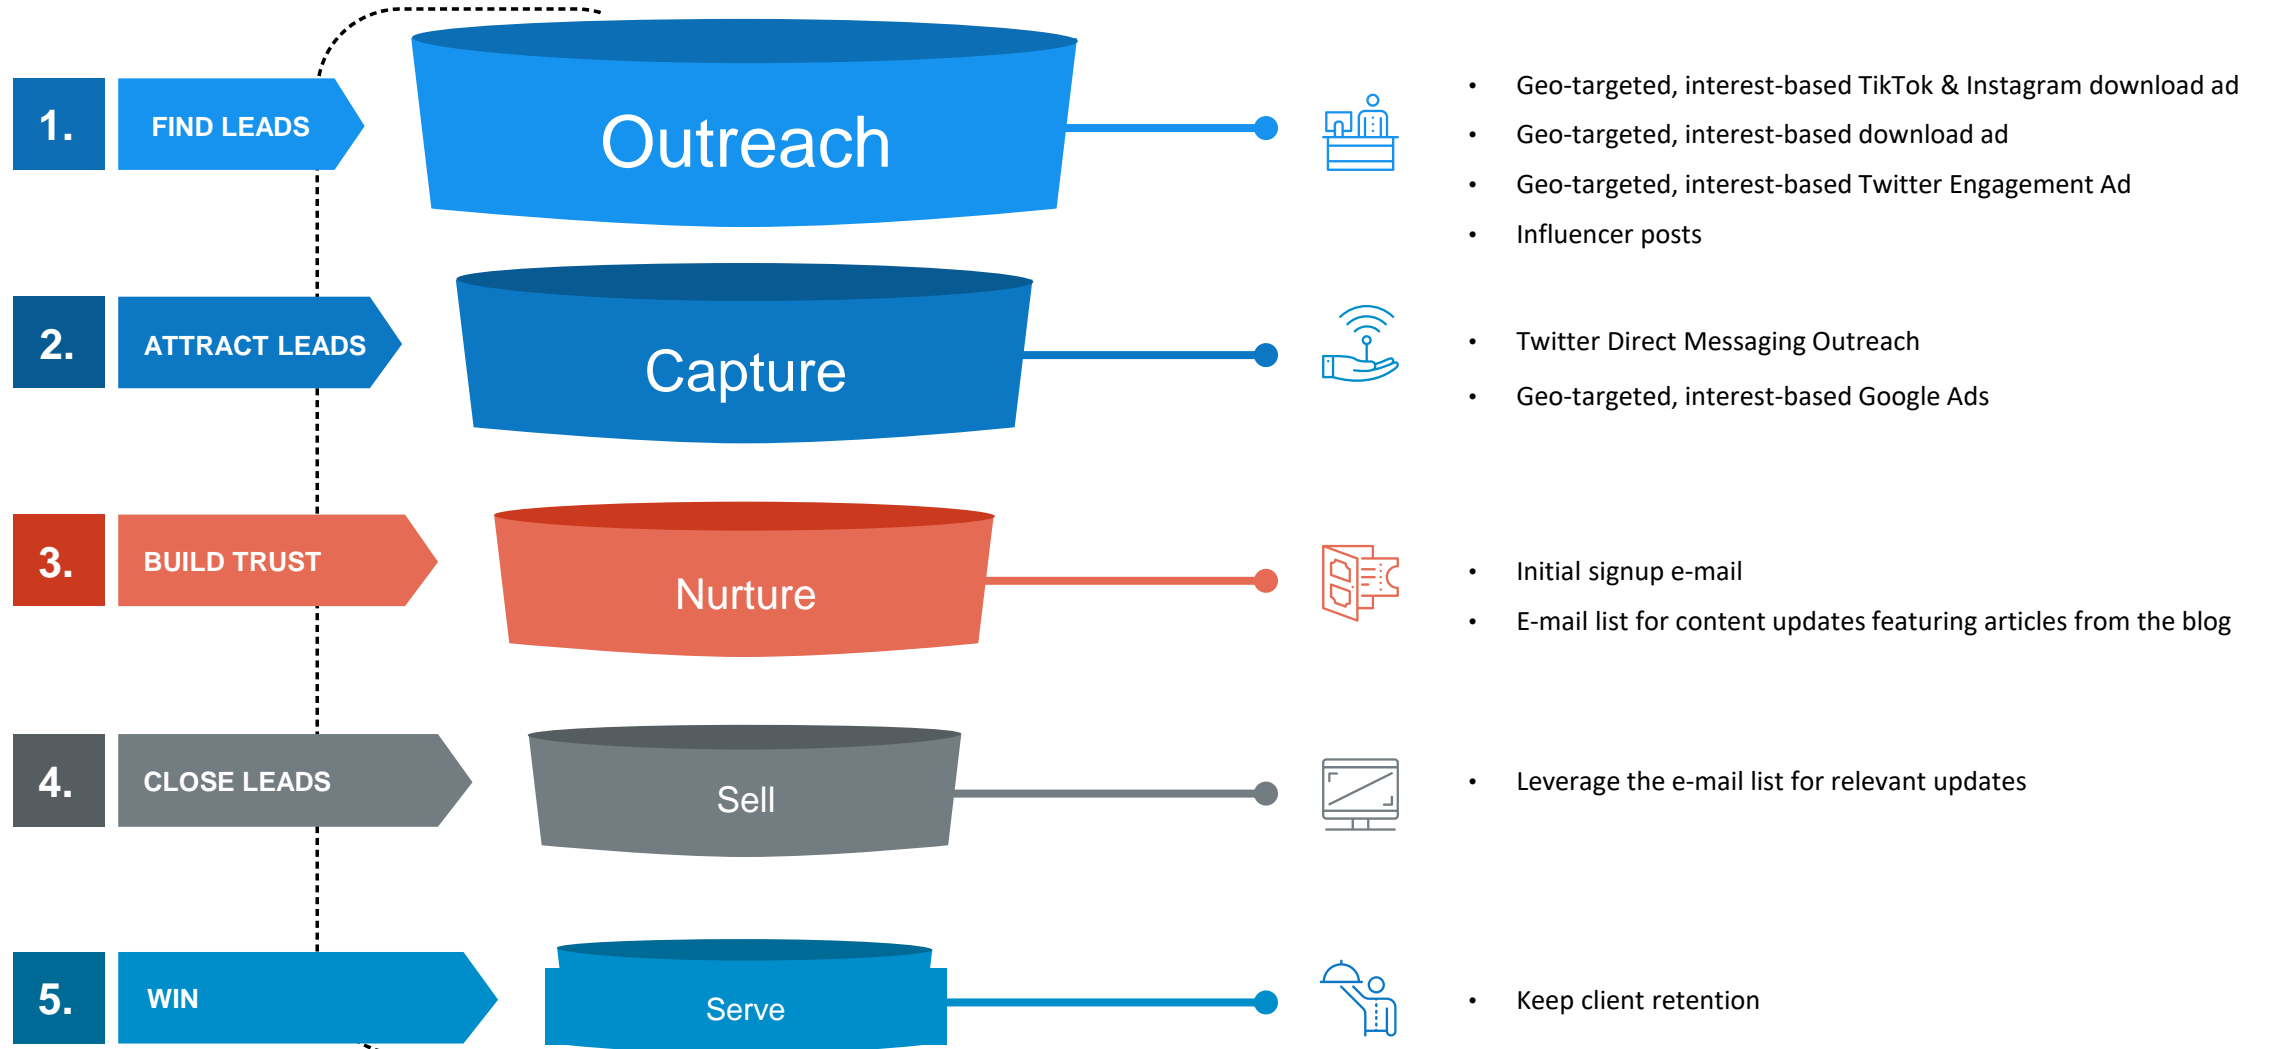 1.
FIND LEADS
Outreach
• Geo-targeted, interest-based TikTok & Instagram download ad
• Geo-targeted, interest-based download ad
• Geo-targeted, interest-based Twitter Engagement Ad
• Influencer posts
2.
ATTRACT LEADS
Capture
• Twitter Direct Messaging Outreach
• Geo-targeted, interest-based Google Ads
3.
BUILD TRUST
Nurture
• Initial signup e-mail
• E-mail list for content updates featuring articles from the blog
4.
CLOSE LEADS
Sell
• Leverage the e-mail list for relevant updates
5.
WIN
Serve
• Keep client retention